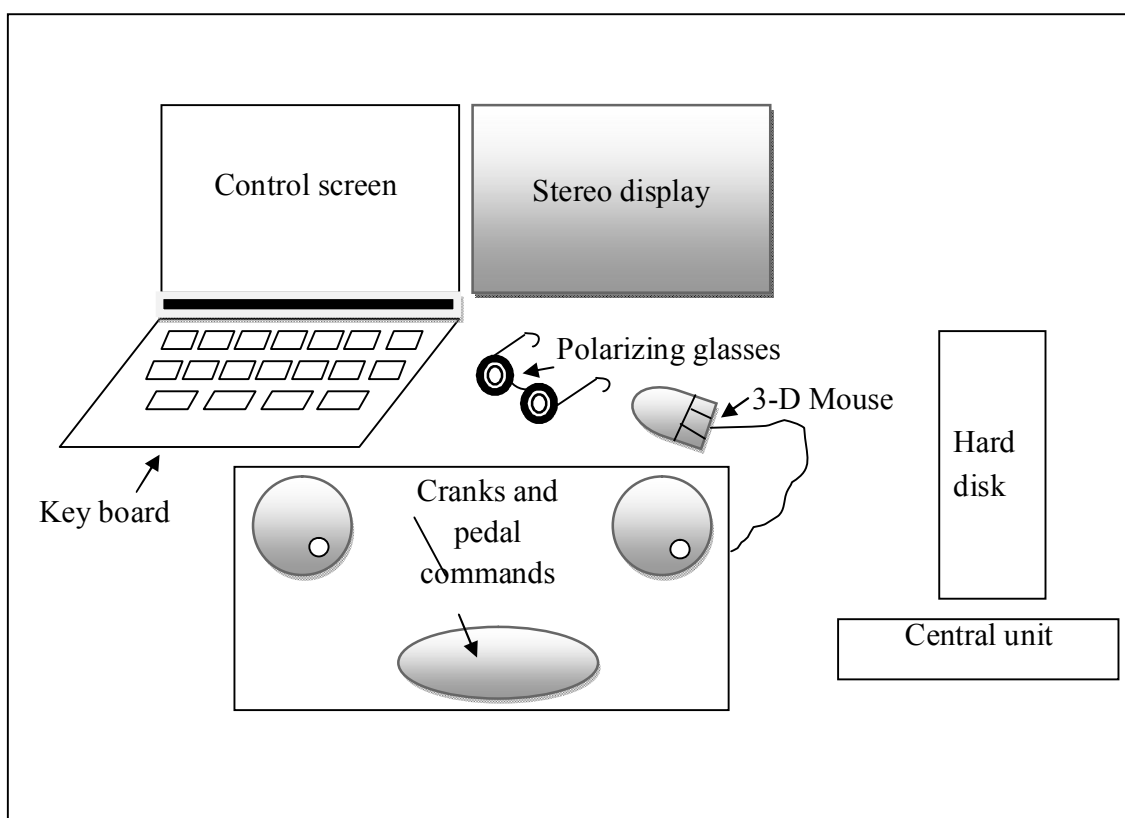 Control screen
Stereo display
Polarizing glasses
3-D Mouse
Hard
disk
Key board
Cranks and
pedal
commands
Central unit